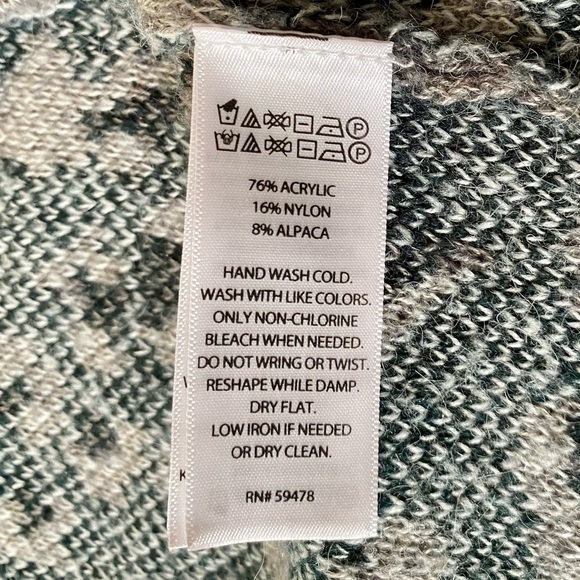 P
P
76% ACRYLIC
16% NYLON
8% ALPACA
HAND WASH COLD.
WASH WITH LIKE COLORS.
ONLY NON-CHLORINE
BLEACH WHEN NEEDED.
DO NOT WRING OR TWIST.
RESHAPE WHILE DAMP.
DRY FLAT.
LOW IRON IF NEEDED
OR DRY CLEAN.
RN# 59478
K